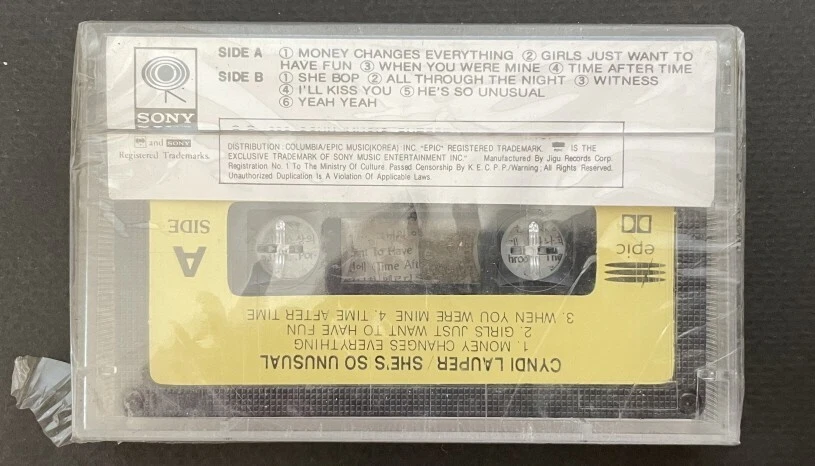 SIDE A ① MONEY CHANGES EVERYTHING ② GIRLS JUST WANT TO
HAVE FUN ③ WHEN YOU WERE MINE ④ TIME AFTER TIME
SIDE B ① SHE BOP ② ALL THROUGH THE NIGHT ③ WITNESS
④ I'LL KISS YOU ⑤ HE'S SO UNUSUAL
⑥ YEAH YEAH
SONY
DISTRIBUTION: COLUMBIA/EPIC MUSIC(KOREA) INC. "EPIC" REGISTERED TRADEMARK. IS THE
EXCLUSIVE TRADEMARK OF SONY MUSIC ENTERTAINMENT INC." Manufactured By Jigu Records Corp.
Registration No. 1 To The Ministry Of Culture. Passed Censorship By K.E.C.P.P./Warning: All Rights Reserved.
Unauthorized Duplication Is A Violation Of Applicable Laws.
and SONY
Registered Trademarks.
CYNDI LAUPER / SHE'S SO UNUSUAL
1. MONEY CHANGES EVERYTHING
2. GIRLS JUST WANT TO HAVE FUN
3. WHEN YOU WERE MINE 4. TIME AFTER TIME
epic
SIDE
A
To Have
Time